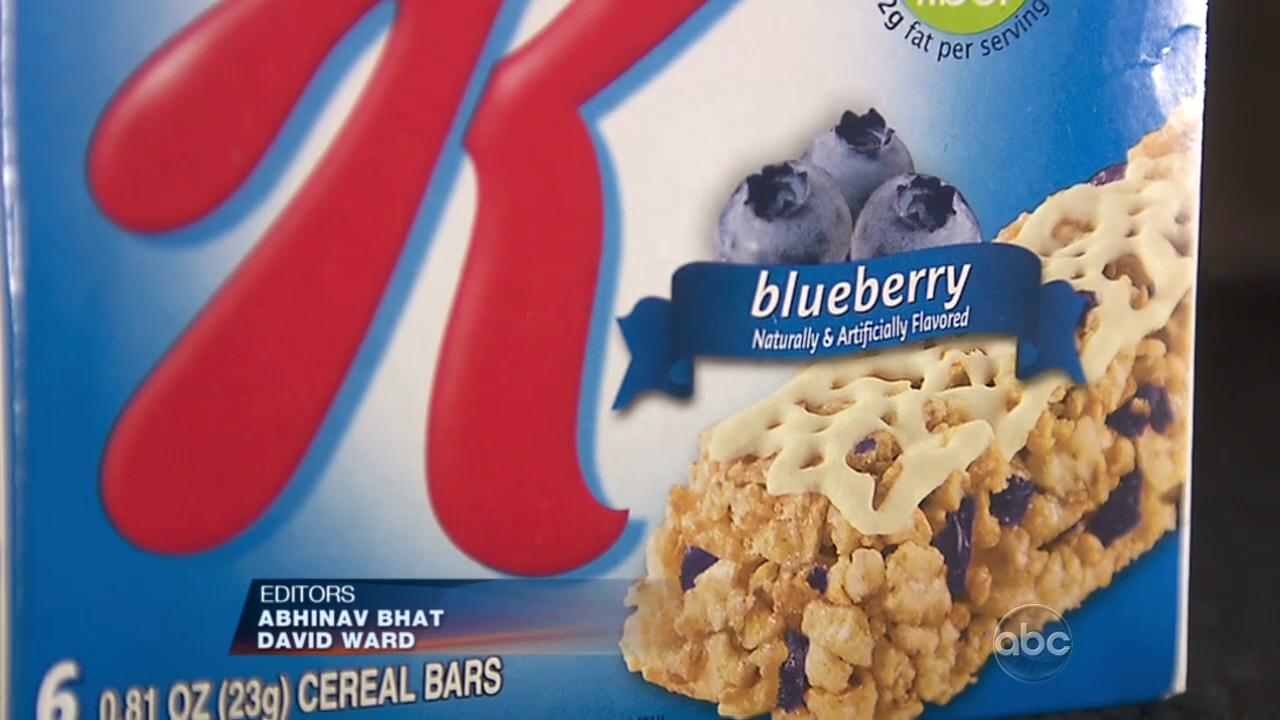 K
2g fat per serving
blueberry
Naturally & Artificially Flavored
EDITORS
ABHINAV BHAT
DAVID WARD
abc
6 0.81 OZ (23g) CEREAL BARS